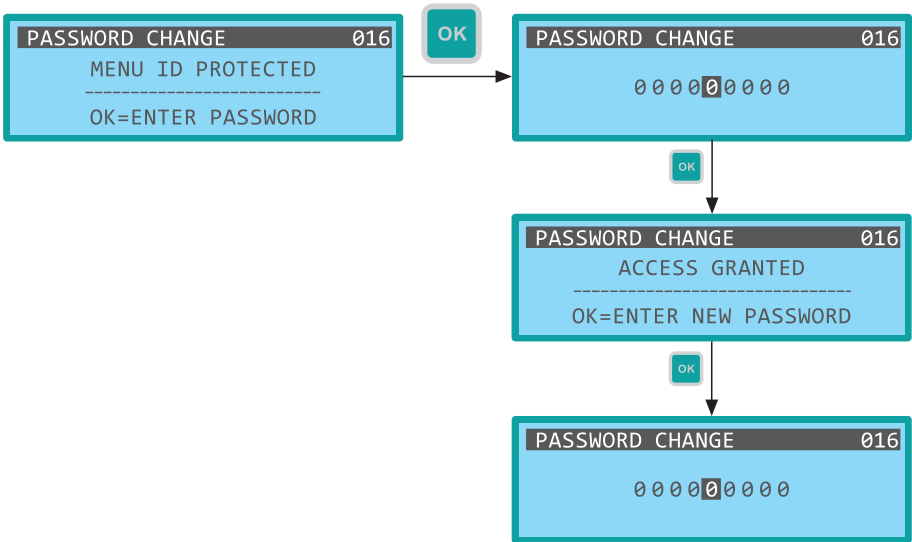 PASSWORD CHANGE 016
MENU ID PROTECTED
OK=ENTER PASSWORD
OK
PASSWORD CHANGE 016
000000000
OK
PASSWORD CHANGE 016
ACCESS GRANTED
OK=ENTER NEW PASSWORD
OK
PASSWORD CHANGE 016
000000000